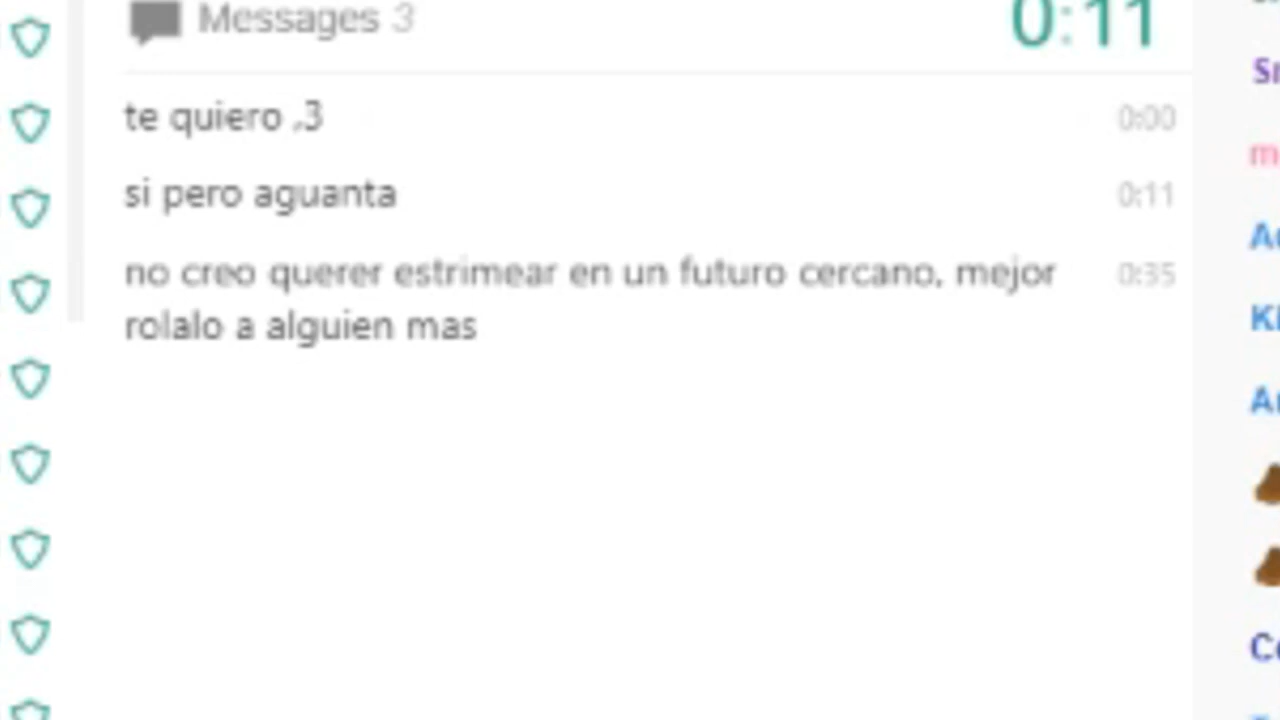 Messages 3
0:11
te quiero ,3
0:00
si pero aguanta
0:11
no creo querer estrimear en un futuro cercano, mejor
0:35
rolalo a alguien mas